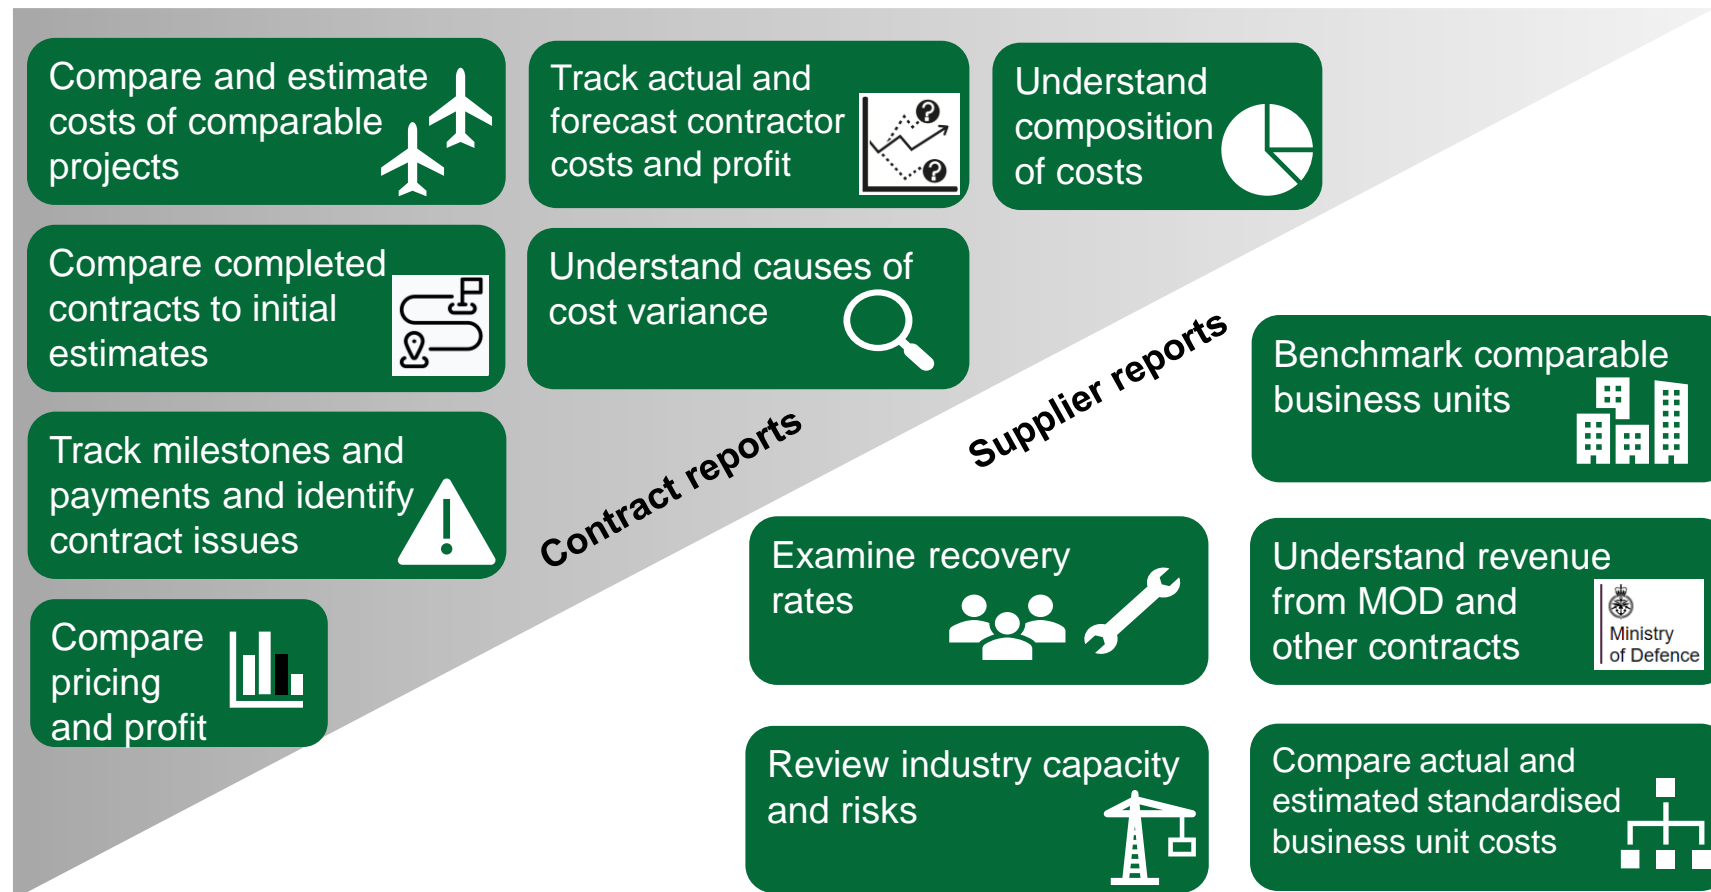 Compare and estimate
costs of comparable
projects
Track actual and
forecast contractor
costs and profit
?
?
Understand
composition
of costs
Compare completed
contracts to initial
estimates
Understand causes of
cost variance
Track milestones and
payments and identify
contract issues
!
Compare
pricing
and profit
Contract reports
Supplier reports
Benchmark comparable
business units
Examine recovery
rates
Understand revenue
from MOD and
other contracts
Ministry
of Defence
Review industry capacity
and risks
Compare actual and
estimated standardised
business unit costs